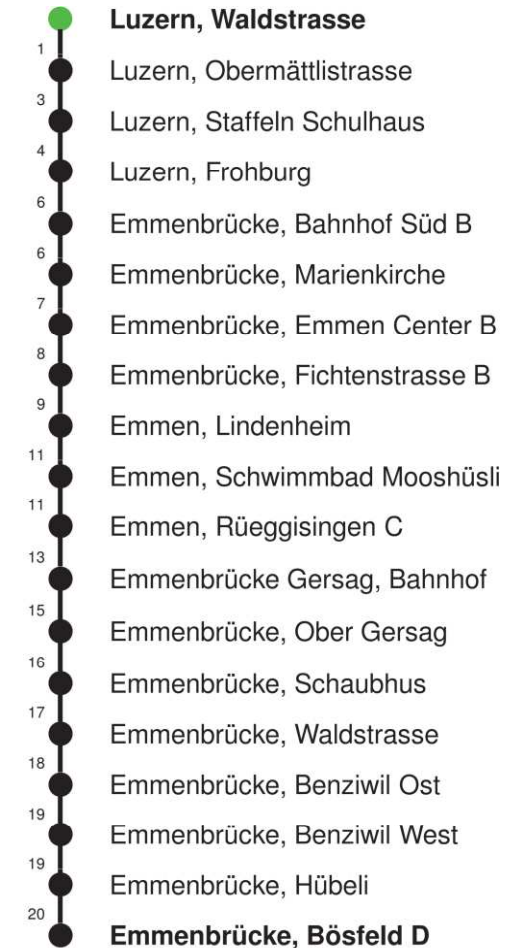 Luzern, Waldstrasse
1
Luzern, Obermättlistrasse
3
Luzern, Staffeln Schulhaus
4
Luzern, Frohburg
6
Emmenbrücke, Bahnhof Süd B
6
Emmenbrücke, Marienkirche
7
Emmenbrücke, Emmen Center B
8
Emmenbrücke, Fichtenstrasse B
9
Emmen, Lindenheim
11
Emmen, Schwimmbad Mooshüsli
11
Emmen, Rüeggisingen C
13
Emmenbrücke Gersag, Bahnhof
15
Emmenbrücke, Ober Gersag
16
Emmenbrücke, Schaubhus
17
Emmenbrücke, Waldstrasse
18
Emmenbrücke, Benziwil Ost
19
Emmenbrücke, Benziwil West
19
Emmenbrücke, Hübeli
20
Emmenbrücke, Bösfeld D